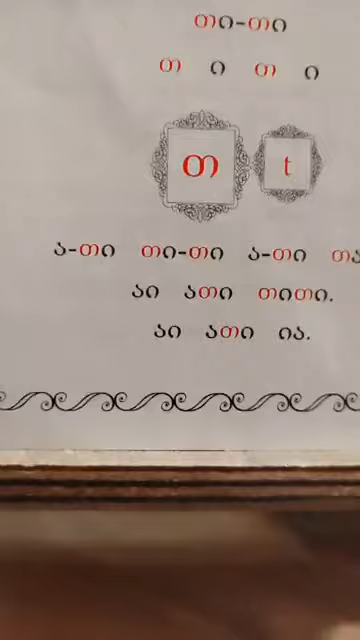 თი-თი
თ ი თ ი
თ t
ა-თი თი-თი ა-თი
აი ათი თითი.
აი ათი ია.